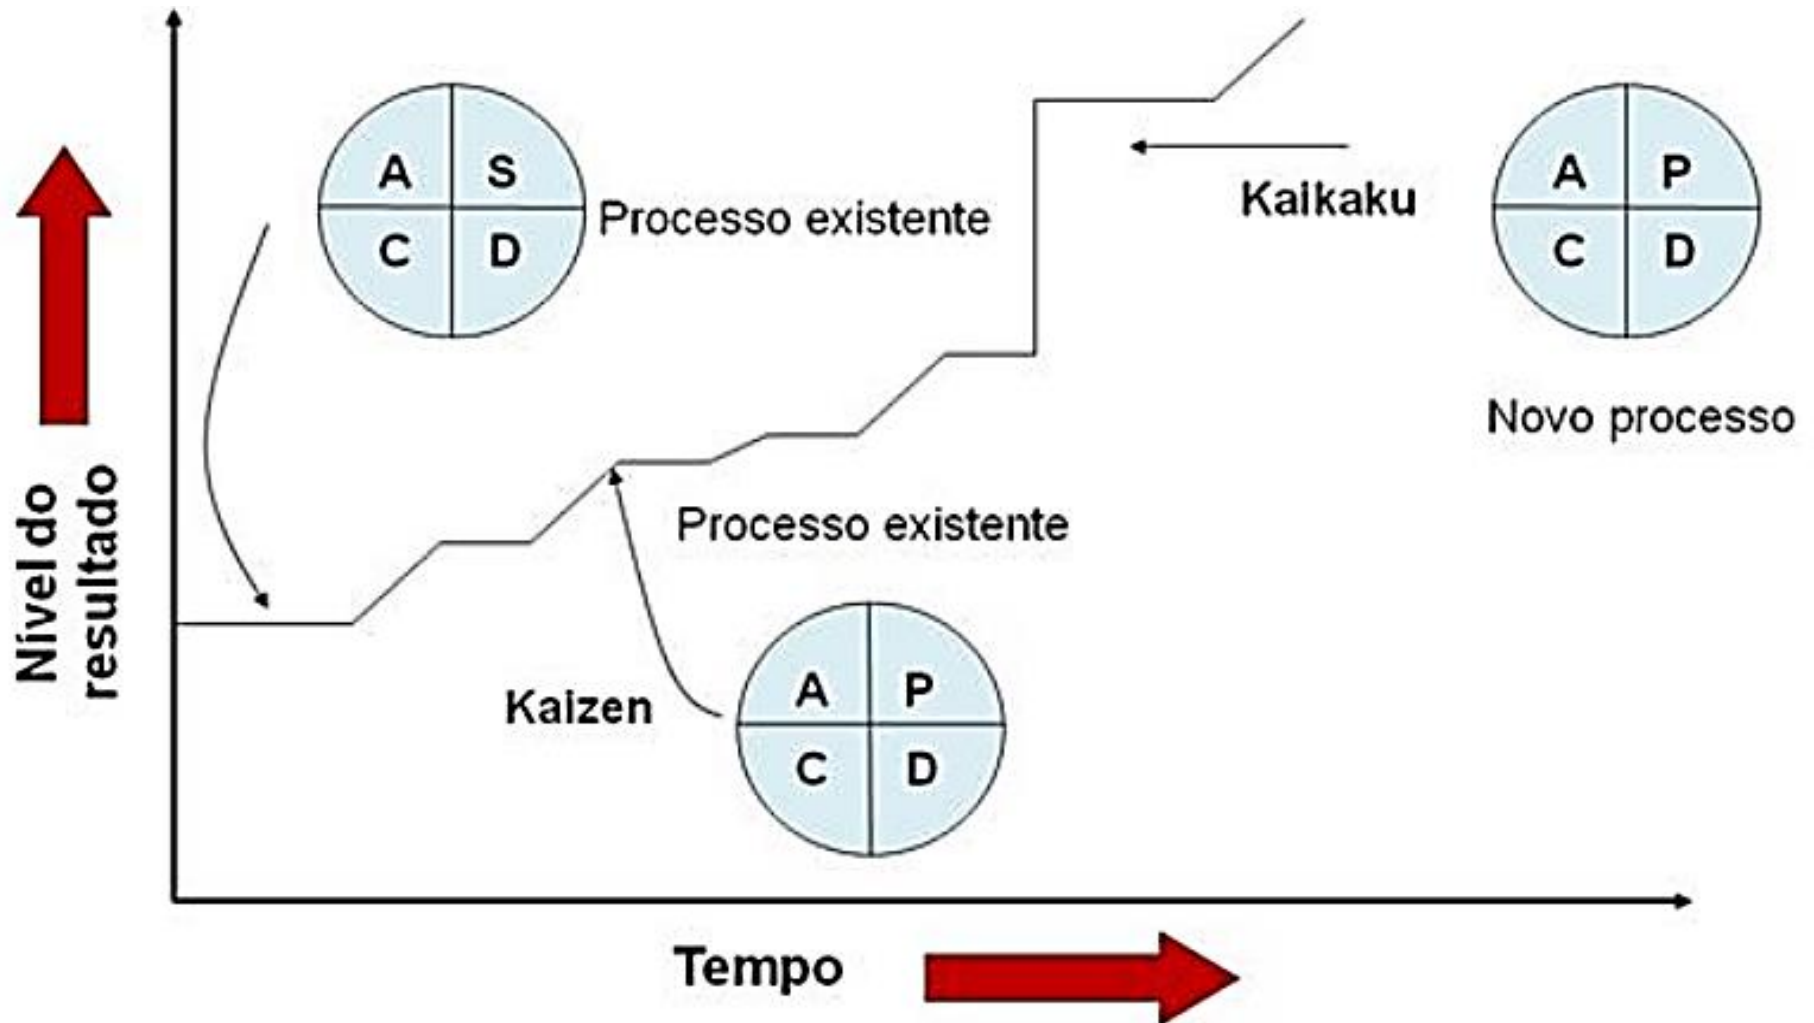 A S
C D
Processo existente
Kaikaku
A P
C D
Novo processo
Nível do
resultado
Processo existente
Kaizen
A P
C D
Tempo